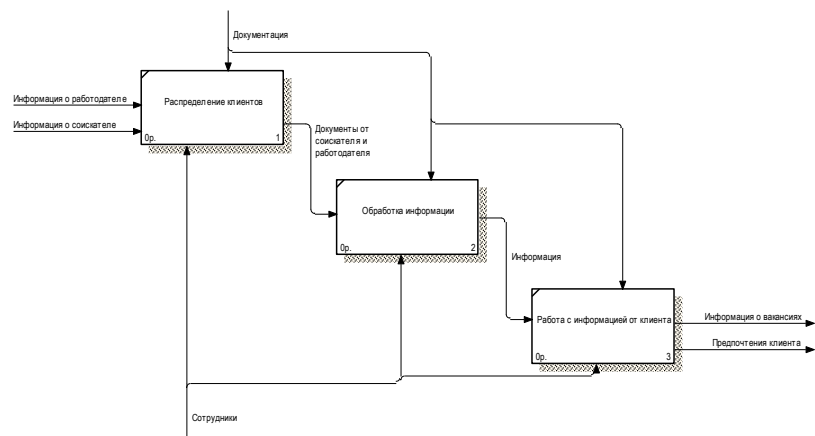 Документация
Распределение клиентов
Информация о работодателе
Информация о соискателе
0р.
1
Документы от
соискателя и
работодателя
Обработка информации
0р.
2
Информация
Работа с информацией от клиента
0р.
3
Информация о вакансиях
Предпочтения клиента
Сотрудники